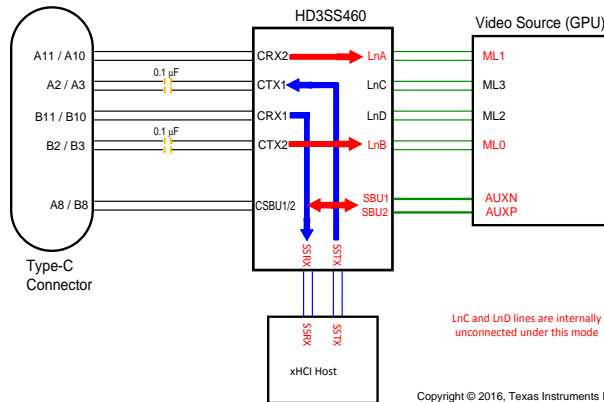 HD3SS460
Video Source (GPU)
A11 / A10
CRX2
LnA
ML1
0.1 µF
A2 / A3
CTX1
LnC
ML3
B11 / B10
CRX1
LnD
ML2
0.1 µF
B2 / B3
CTX2
LnB
ML0
A8 / B8
CSBU1/2
SBU1
SBU2
AUXN
AUXP
SSRX
SSTX
Type-C
Connector
SSRX
SSTX
xHCI Host
LnC and LnD lines are internally
unconnected under this mode
Copyright © 2016, Texas Instruments I